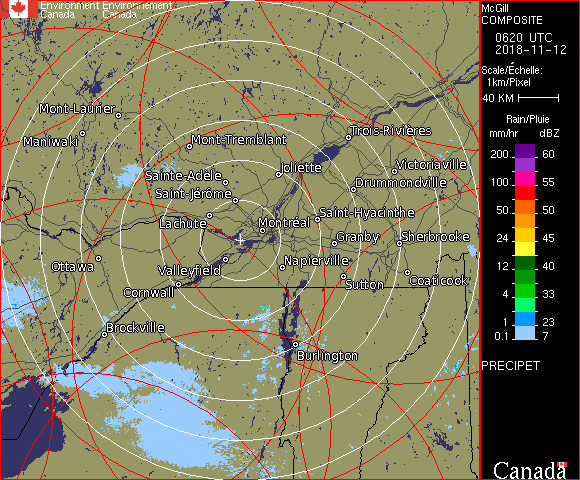 Environment Environnement
Canada Canada
McGill
COMPOSITE
0620 UTC
2018-11-12
Scale/Échelle:
1km/Pixel
40 KM
Rain/Pluie
mm/hr dBZ
200 60
155
100 55
50 50
24 45
12 40
4 33
1 23
0.1 7
PRECIPET
Canada
Mont-Laurier
Maniwaki
Mont-Tremblant
Trois-Rivières
Joliette
Victoriaville
Sainte-Adèle
Drummondville
Saint-Jérôme
Lachute
Montréal
Saint-Hyacinthe
Granby
Sherbrooke
Ottawa
Valleyfield
Napierville
Cornwall
Sutton
Coaticook
Brockville
Burlington